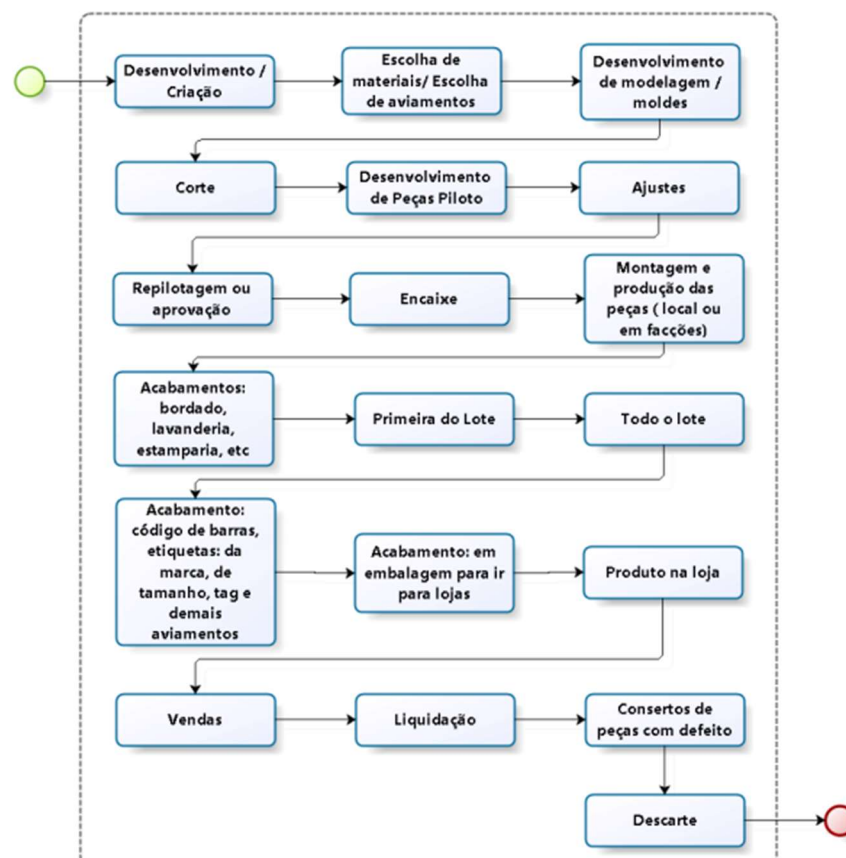 Desenvolvimento /
Criação
Escolha de
materiais/ Escolha
de aviamentos
Desenvolvimento
de modelagem /
moldes
Corte
Desenvolvimento
de Peças Piloto
Ajustes
Repilotagem ou
aprovação
Encaixe
Montagem e
produção das
peças ( local ou
em facções)
Acabamentos:
bordado,
lavanderia,
estamparia, etc
Primeira do Lote
Todo o lote
Acabamento:
código de barras,
etiquetas: da
marca, de
tamanho, tag e
demais
aviamentos
Acabamento: em
embalagem para ir
para lojas
Produto na loja
Vendas
Liquidação
Consertos de
peças com defeito
Descarte